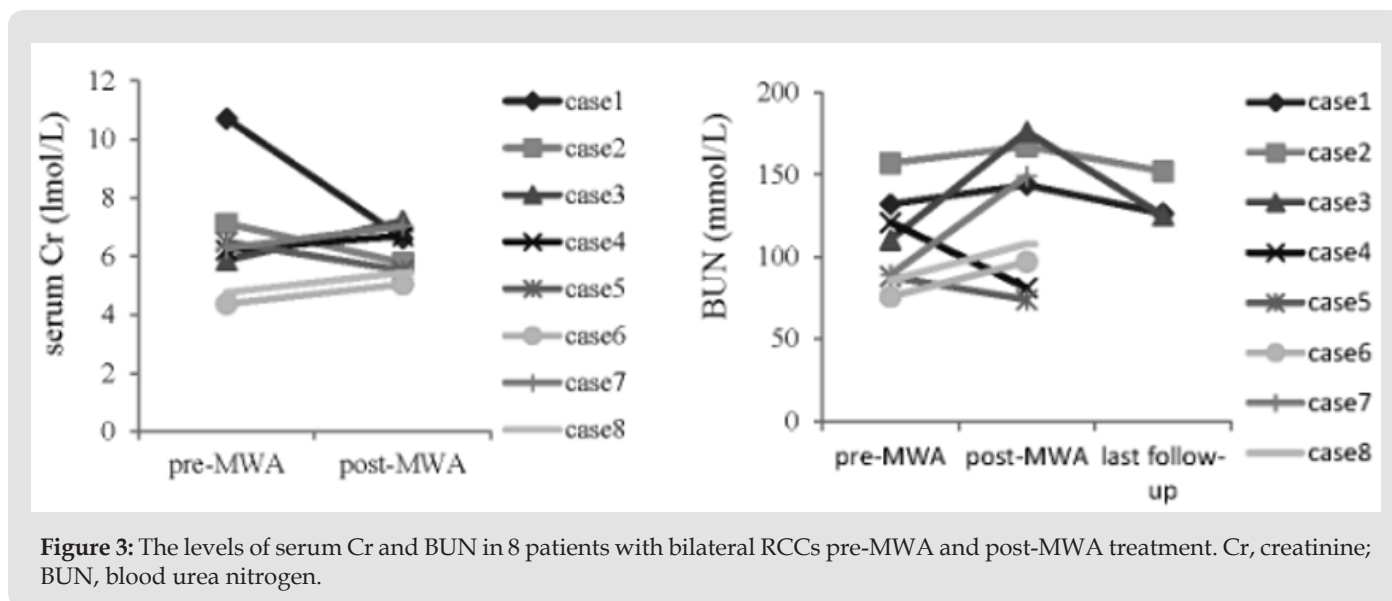 12
10
8
6
4
2
0
serum Cr (lmol/L)
pre-MWA post-MWA
case1
case2
case3
case4
case5
case6
case7
case8
200
150
100
50
0
BUN (mmol/L)
pre-MWA post-MWA last follow-
up
case1
case2
case3
case4
case5
case6
case7
case8
Figure 3: The levels of serum Cr and BUN in 8 patients with bilateral RCCs pre-MWA and post-MWA treatment. Cr, creatinine;
BUN, blood urea nitrogen.